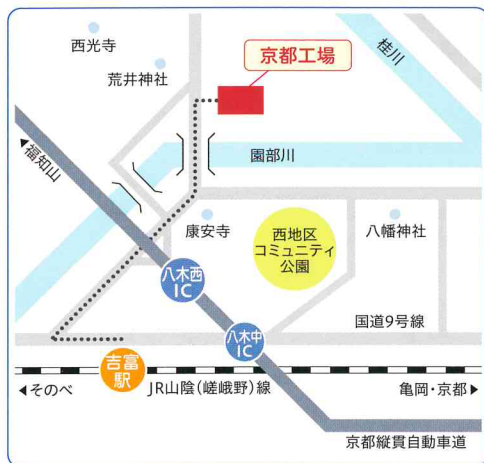 西光寺
荒井神社
京都工場
桂川
◀福知山
園部川
康安寺
西地区
コミュニティ
公園
八幡神社
八木西
IC
国道9号線
八木中
IC
吉富
駅
◀そのべ
JR山陰(嵯峨野)線
亀岡・京都▶
京都縦貫自動車道